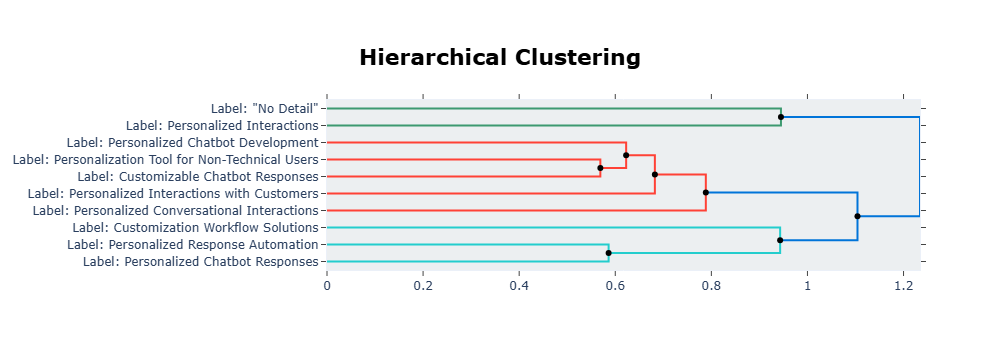 Hierarchical Clustering
Label: "No Detail"
Label: Personalized Interactions
Label: Personalized Chatbot Development
Label: Personalization Tool for Non-Technical Users
Label: Customizable Chatbot Responses
Label: Personalized Interactions with Customers
Label: Personalized Conversational Interactions
Label: Customization Workflow Solutions
Label: Personalized Response Automation
Label: Personalized Chatbot Responses
0 0.2 0.4 0.6 0.8 1 1.2